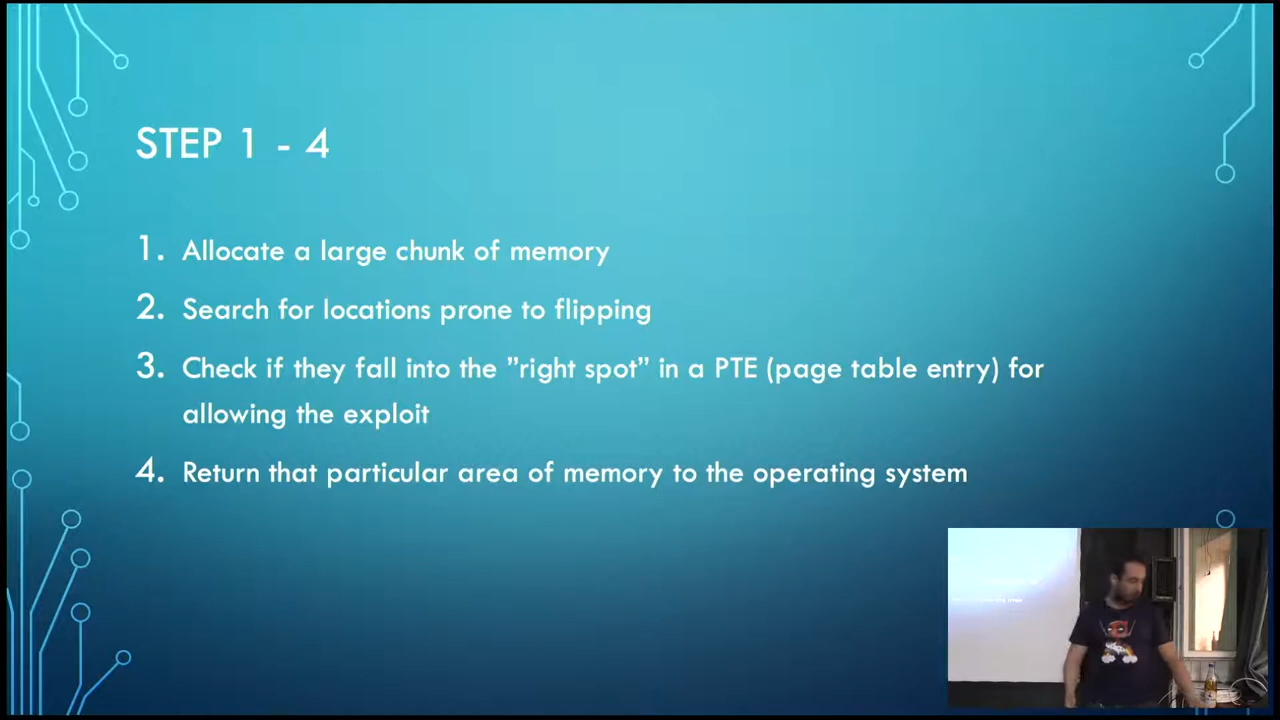 STEP 1 - 4
1. Allocate a large chunk of memory
2. Search for locations prone to flipping
3. Check if they fall into the ”right spot” in a PTE (page table entry) for
allowing the exploit
4. Return that particular area of memory to the operating system